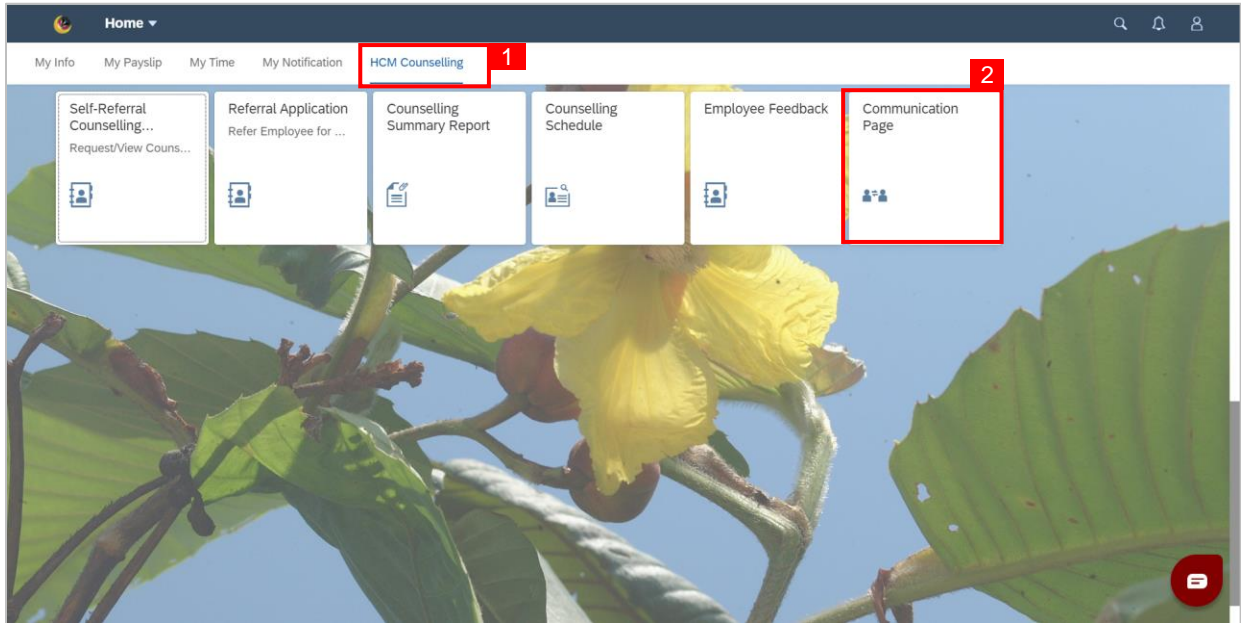 Home
1
My Info My Payslip My Time My Notification HCM Counselling
2
Self-Referral
Counselling...
Request/View Couns...
Referral Application
Refer Employee for ...
Counselling
Summary Report
Counselling
Schedule
Employee Feedback
Communication
Page